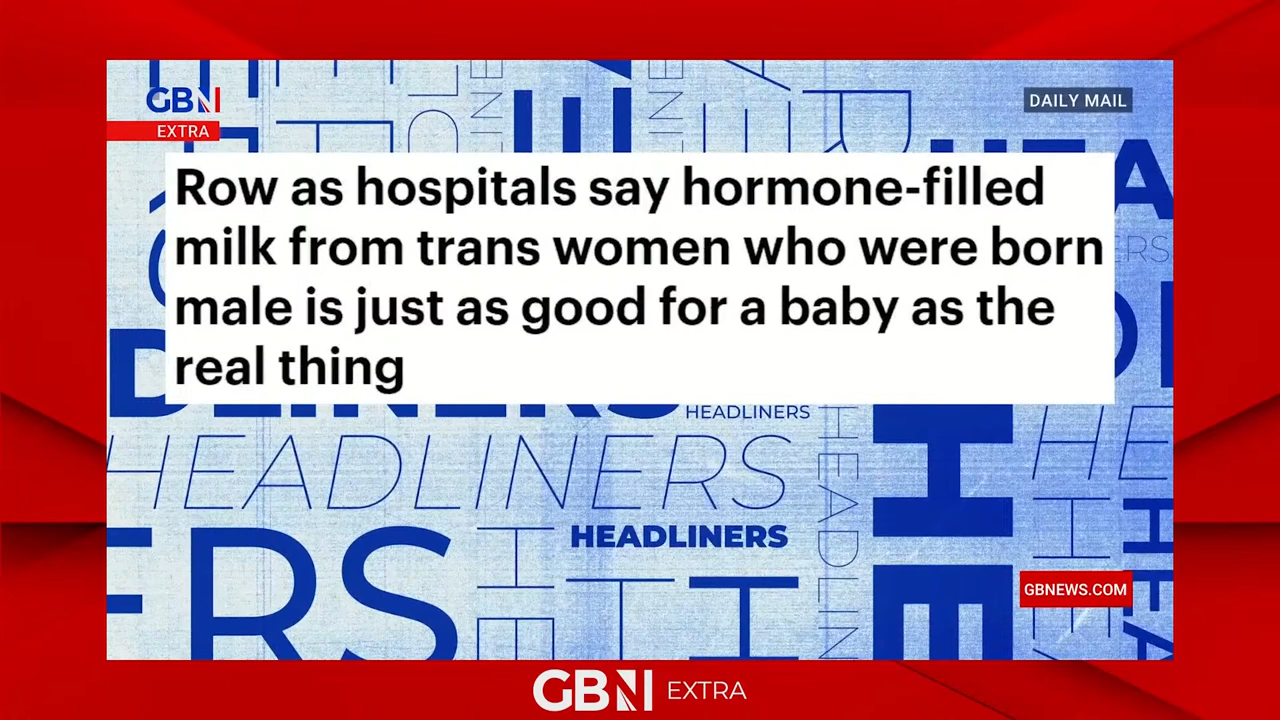 GBN
EXTRA
DAILY MAIL
Row as hospitals say hormone-filled
milk from trans women who were born
male is just as good for a baby as the
real thing
HEADLINERS
HEADLINERS
HEADLINERS
GBNEWS.COM
GBN EXTRA